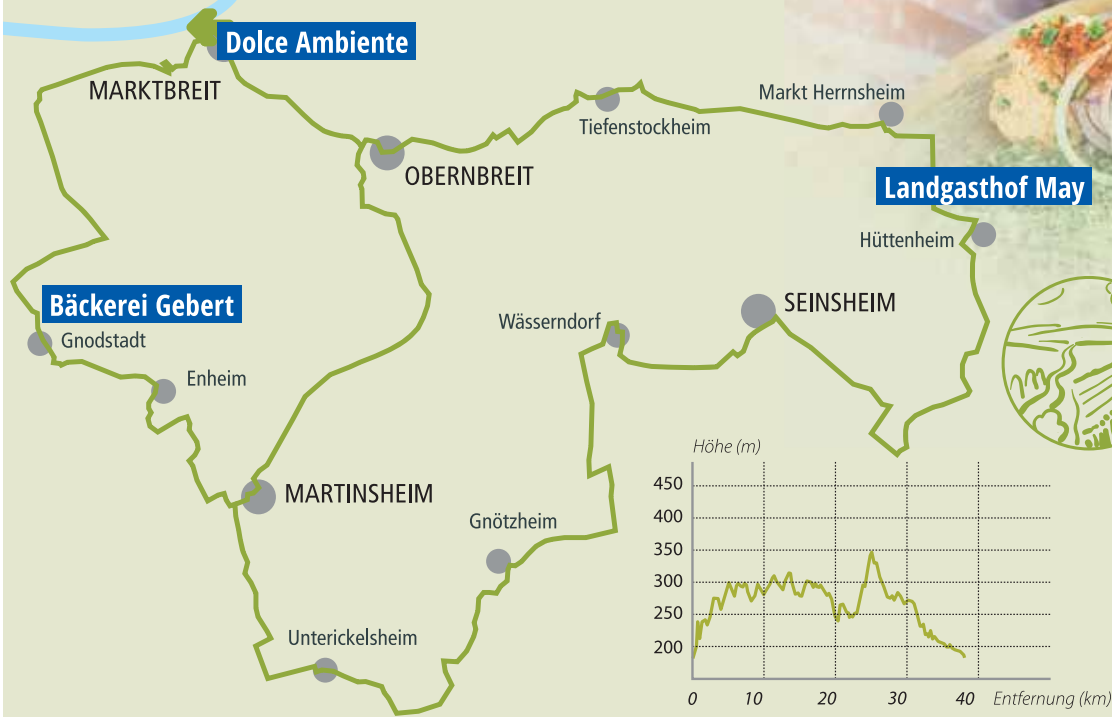 Dolce Ambiente
MARKTBREIT
Markt Herrnsheim
Tiefenstockheim
OBERNBREIT
Landgasthof May
Hüttenheim
Bäckerei Gebert
SEINSHEIM
Wässerndorf
Gnodstadt
Enheim
MARTINSHEIM
Gnötzheim
Unterickelsheim
Höhe (m)
450
400
350
300
250
200
0 10 20 30 40 Entfernung (km)